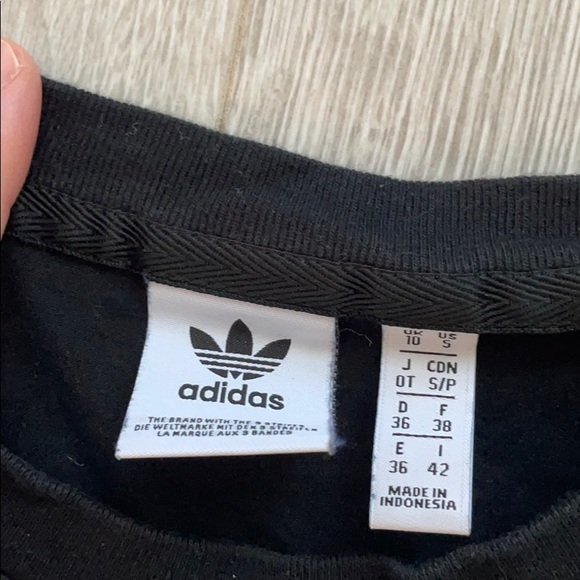 adidas
THE BRAND WITH THE 3 STRIPES
DIE WELTMARKE MIT DEN 3 STREIFEN
LA MARQUE AUX 3 BANDES
UK US
10 S
J CDN
OT S/P
D F
36 38
E I
36 42
MADE IN
INDONESIA